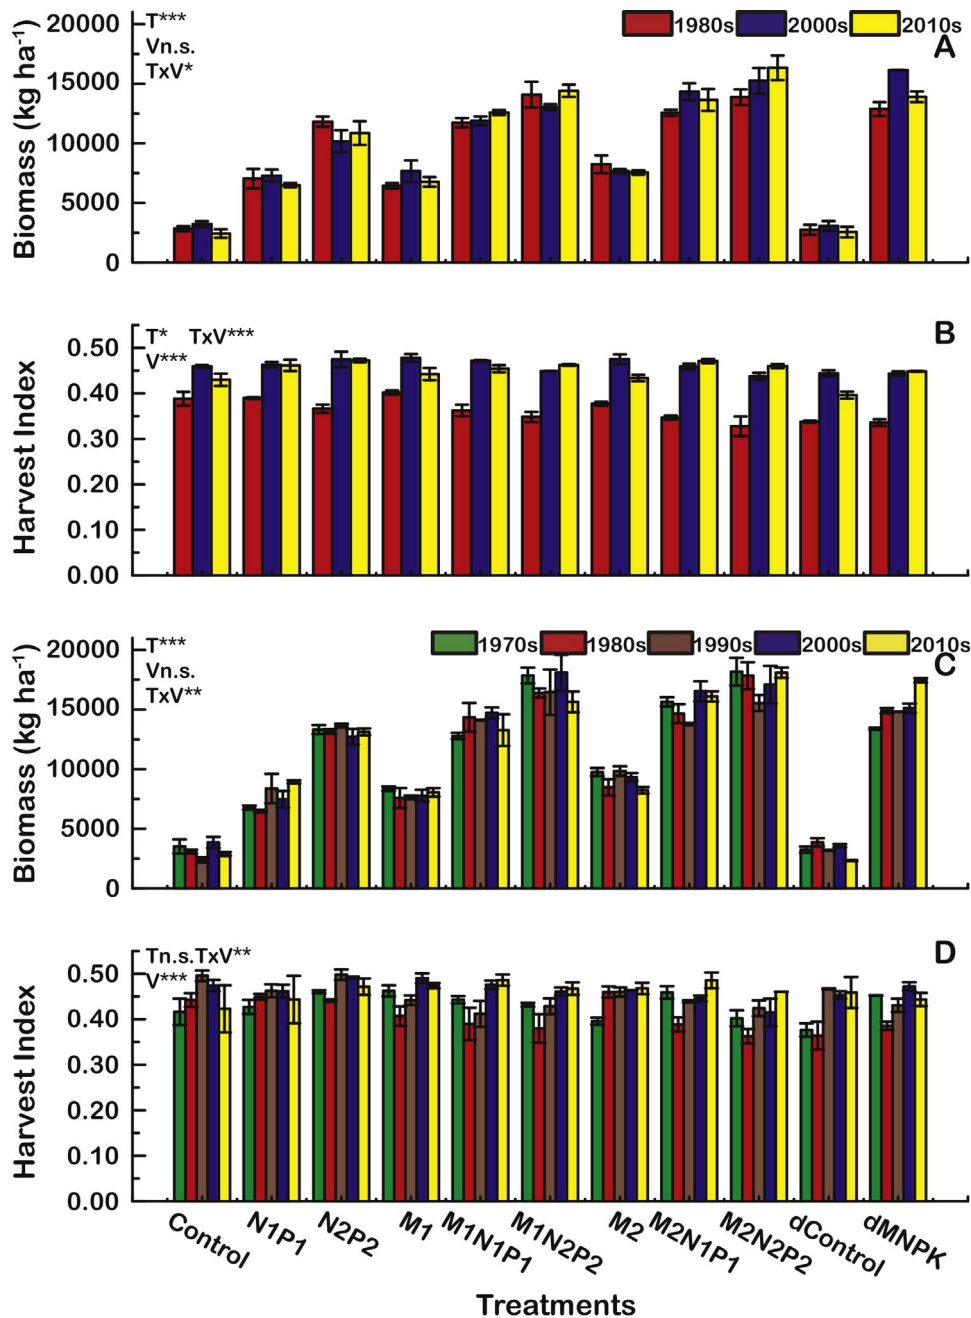 20000
15000
10000
5000
0
Biomass (kg ha⁻¹)
T***
Vn.s.
TxV*
1980s 2000s 2010s
A
0.50
0.40
0.30
0.20
0.10
0.00
Harvest Index
T* TxV***
V***
B
20000
15000
10000
5000
0
Biomass (kg ha⁻¹)
T***
Vn.s.
TxV**
1970s 1980s 1990s 2000s 2010s
C
0.50
0.40
0.30
0.20
0.10
0.00
Harvest Index
Tn.s.TxV**
V***
D
Control N1P1 N2P2 M1 M1N1P1 M1N2P2 M2 M2N1P1 M2N2P2 dControl dMNPK
Treatments